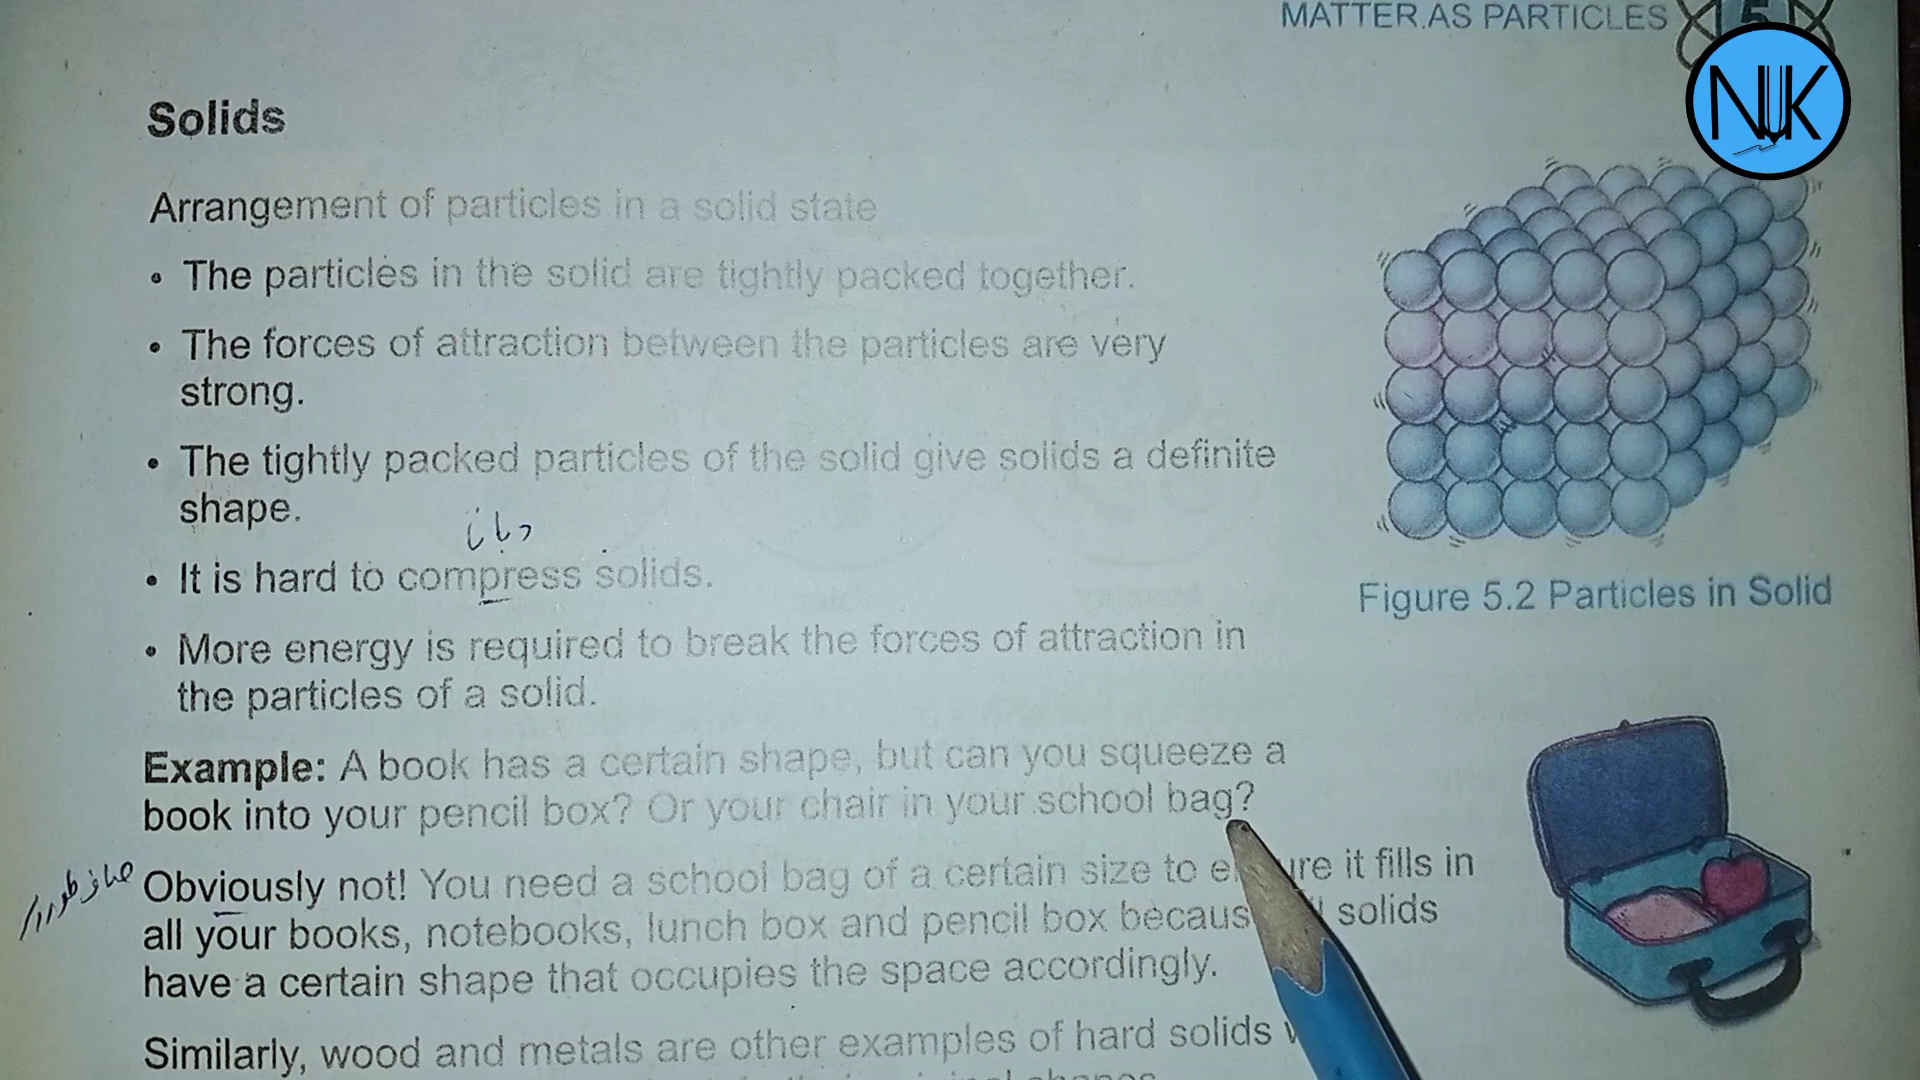 MATTER AS PARTICLES 5
NK
Solids
Arrangement of particles in a solid state
• The particles in the solid are tightly packed together.
• The forces of attraction between the particles are very
strong.
• The tightly packed particles of the solid give solids a definite
shape.
دبانا
• It is hard to compress solids.
Figure 5.2 Particles in Solid
• More energy is required to break the forces of attraction in
the particles of a solid.
Example: A book has a certain shape, but can you squeeze a
book into your pencil box? Or your chair in your school bag?
Obviously not! You need a school bag of a certain size to it fills in
all your books, notebooks, lunch box and pencil box solids
have a certain shape that occupies the space accordingly.
Similarly, wood and metals are other examples of hard solids